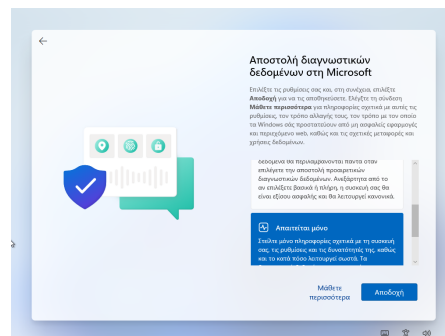 Αποστολή διαγνωστικών
δεδομένων στη Microsoft
Επιλέξτε τις ρυθμίσεις σας και, στη συνέχεια, επιλέξτε
Αποδοχή για να τις αποθηκεύσετε. Ελέγξτε τη σύνδεση
Μάθετε περισσότερα για πληροφορίες σχετικά με αυτές τις
ρυθμίσεις, τον τρόπο αλλαγής τους, τον τρόπο με τον οποίο
τα Windows σάς προστατεύουν από μη ασφαλείς εφαρμογές
και περιεχόμενο web, καθώς και τις σχετικές μεταφορές και
χρήσεις δεδομένων.
δεδομένα θα περιλαμβάνονται πάντα όταν
επιλέγετε την αποστολή προαιρετικών
διαγνωστικών δεδομένων. Ανεξάρτητα από το
αν επιλέξετε βασικά ή πλήρη, η συσκευή σας θα
είναι εξίσου ασφαλής και θα λειτουργεί κανονικά.
Απαιτείται μόνο
Στείλτε μόνο πληροφορίες σχετικά με τη συσκευή
σας, τις ρυθμίσεις και τις δυνατότητές της, καθώς
και το κατά πόσο λειτουργεί σωστά. Τα
Μάθετε
περισσότερα
Αποδοχή